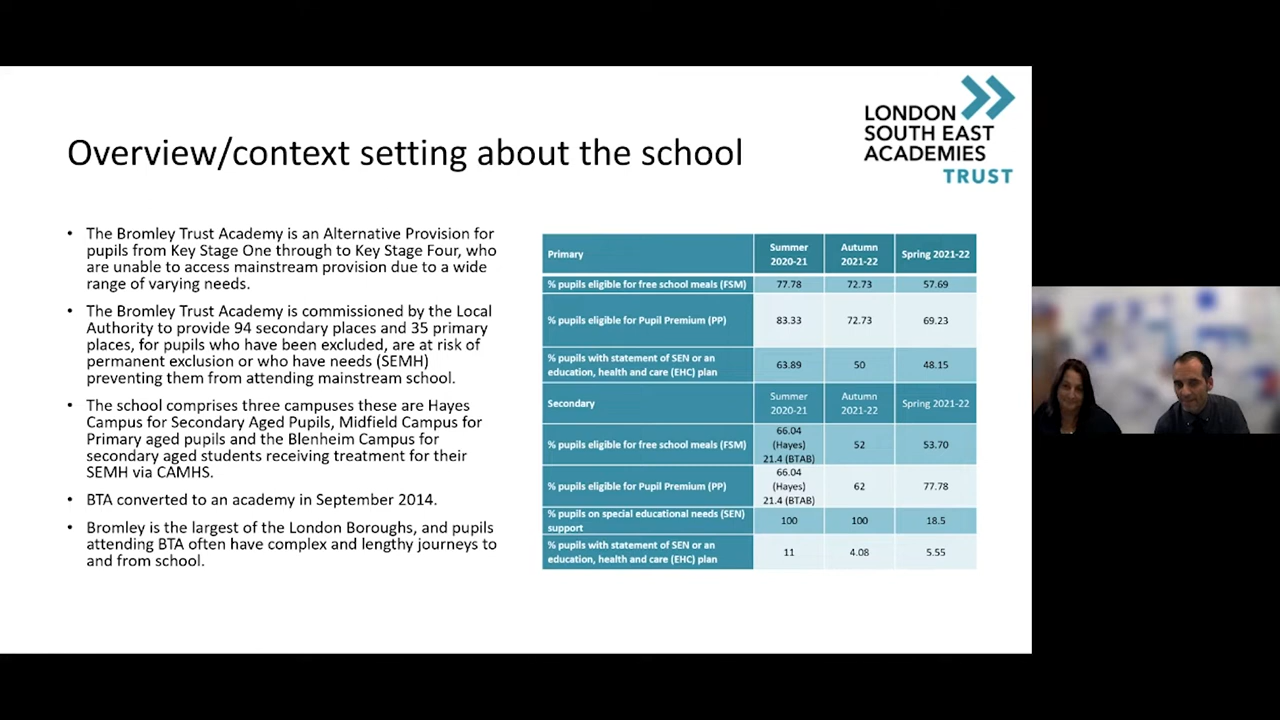 LONDON
SOUTH EAST
ACADEMIES
TRUST
Overview/context setting about the school
• The Bromley Trust Academy is an Alternative Provision for
pupils from Key Stage One through to Key Stage Four, who
are unable to access mainstream provision due to a wide
range of varying needs.
• The Bromley Trust Academy is commissioned by the Local
Authority to provide 94 secondary places and 35 primary
places, for pupils who have been excluded, are at risk of
permanent exclusion or who have needs (SEMH)
preventing them from attending mainstream school.
• The school comprises three campuses these are Hayes
Campus for Secondary Aged Pupils, Midfield Campus for
Primary aged pupils and the Blenheim Campus for
secondary aged students receiving treatment for their
SEMH via CAMHS.
• BTA converted to an academy in September 2014.
• Bromley is the largest of the London Boroughs, and pupils
attending BTA often have complex and lengthy journeys to
and from school.
Primary
Summer
2020-21
Autumn
2021-22
Spring 2021-22
% pupils eligible for free school meals (FSM)
77.78
72.73
57.69
% pupils eligible for Pupil Premium (PP)
83.33
72.73
69.23
% pupils with statement of SEN or an
education, health and care (EHC) plan
63.89
50
48.15
Secondary
Summer
2020-21
Autumn
2021-22
Spring 2021-22
% pupils eligible for free school meals (FSM)
66.04
(Hayes)
21.4 (BTAB)
52
53.70
% pupils eligible for Pupil Premium (PP)
66.04
(Hayes)
21.4 (BTAB)
62
77.78
% pupils on special educational needs (SEN)
support
100
100
18.5
% pupils with statement of SEN or an
education, health and care (EHC) plan
11
4.08
5.55